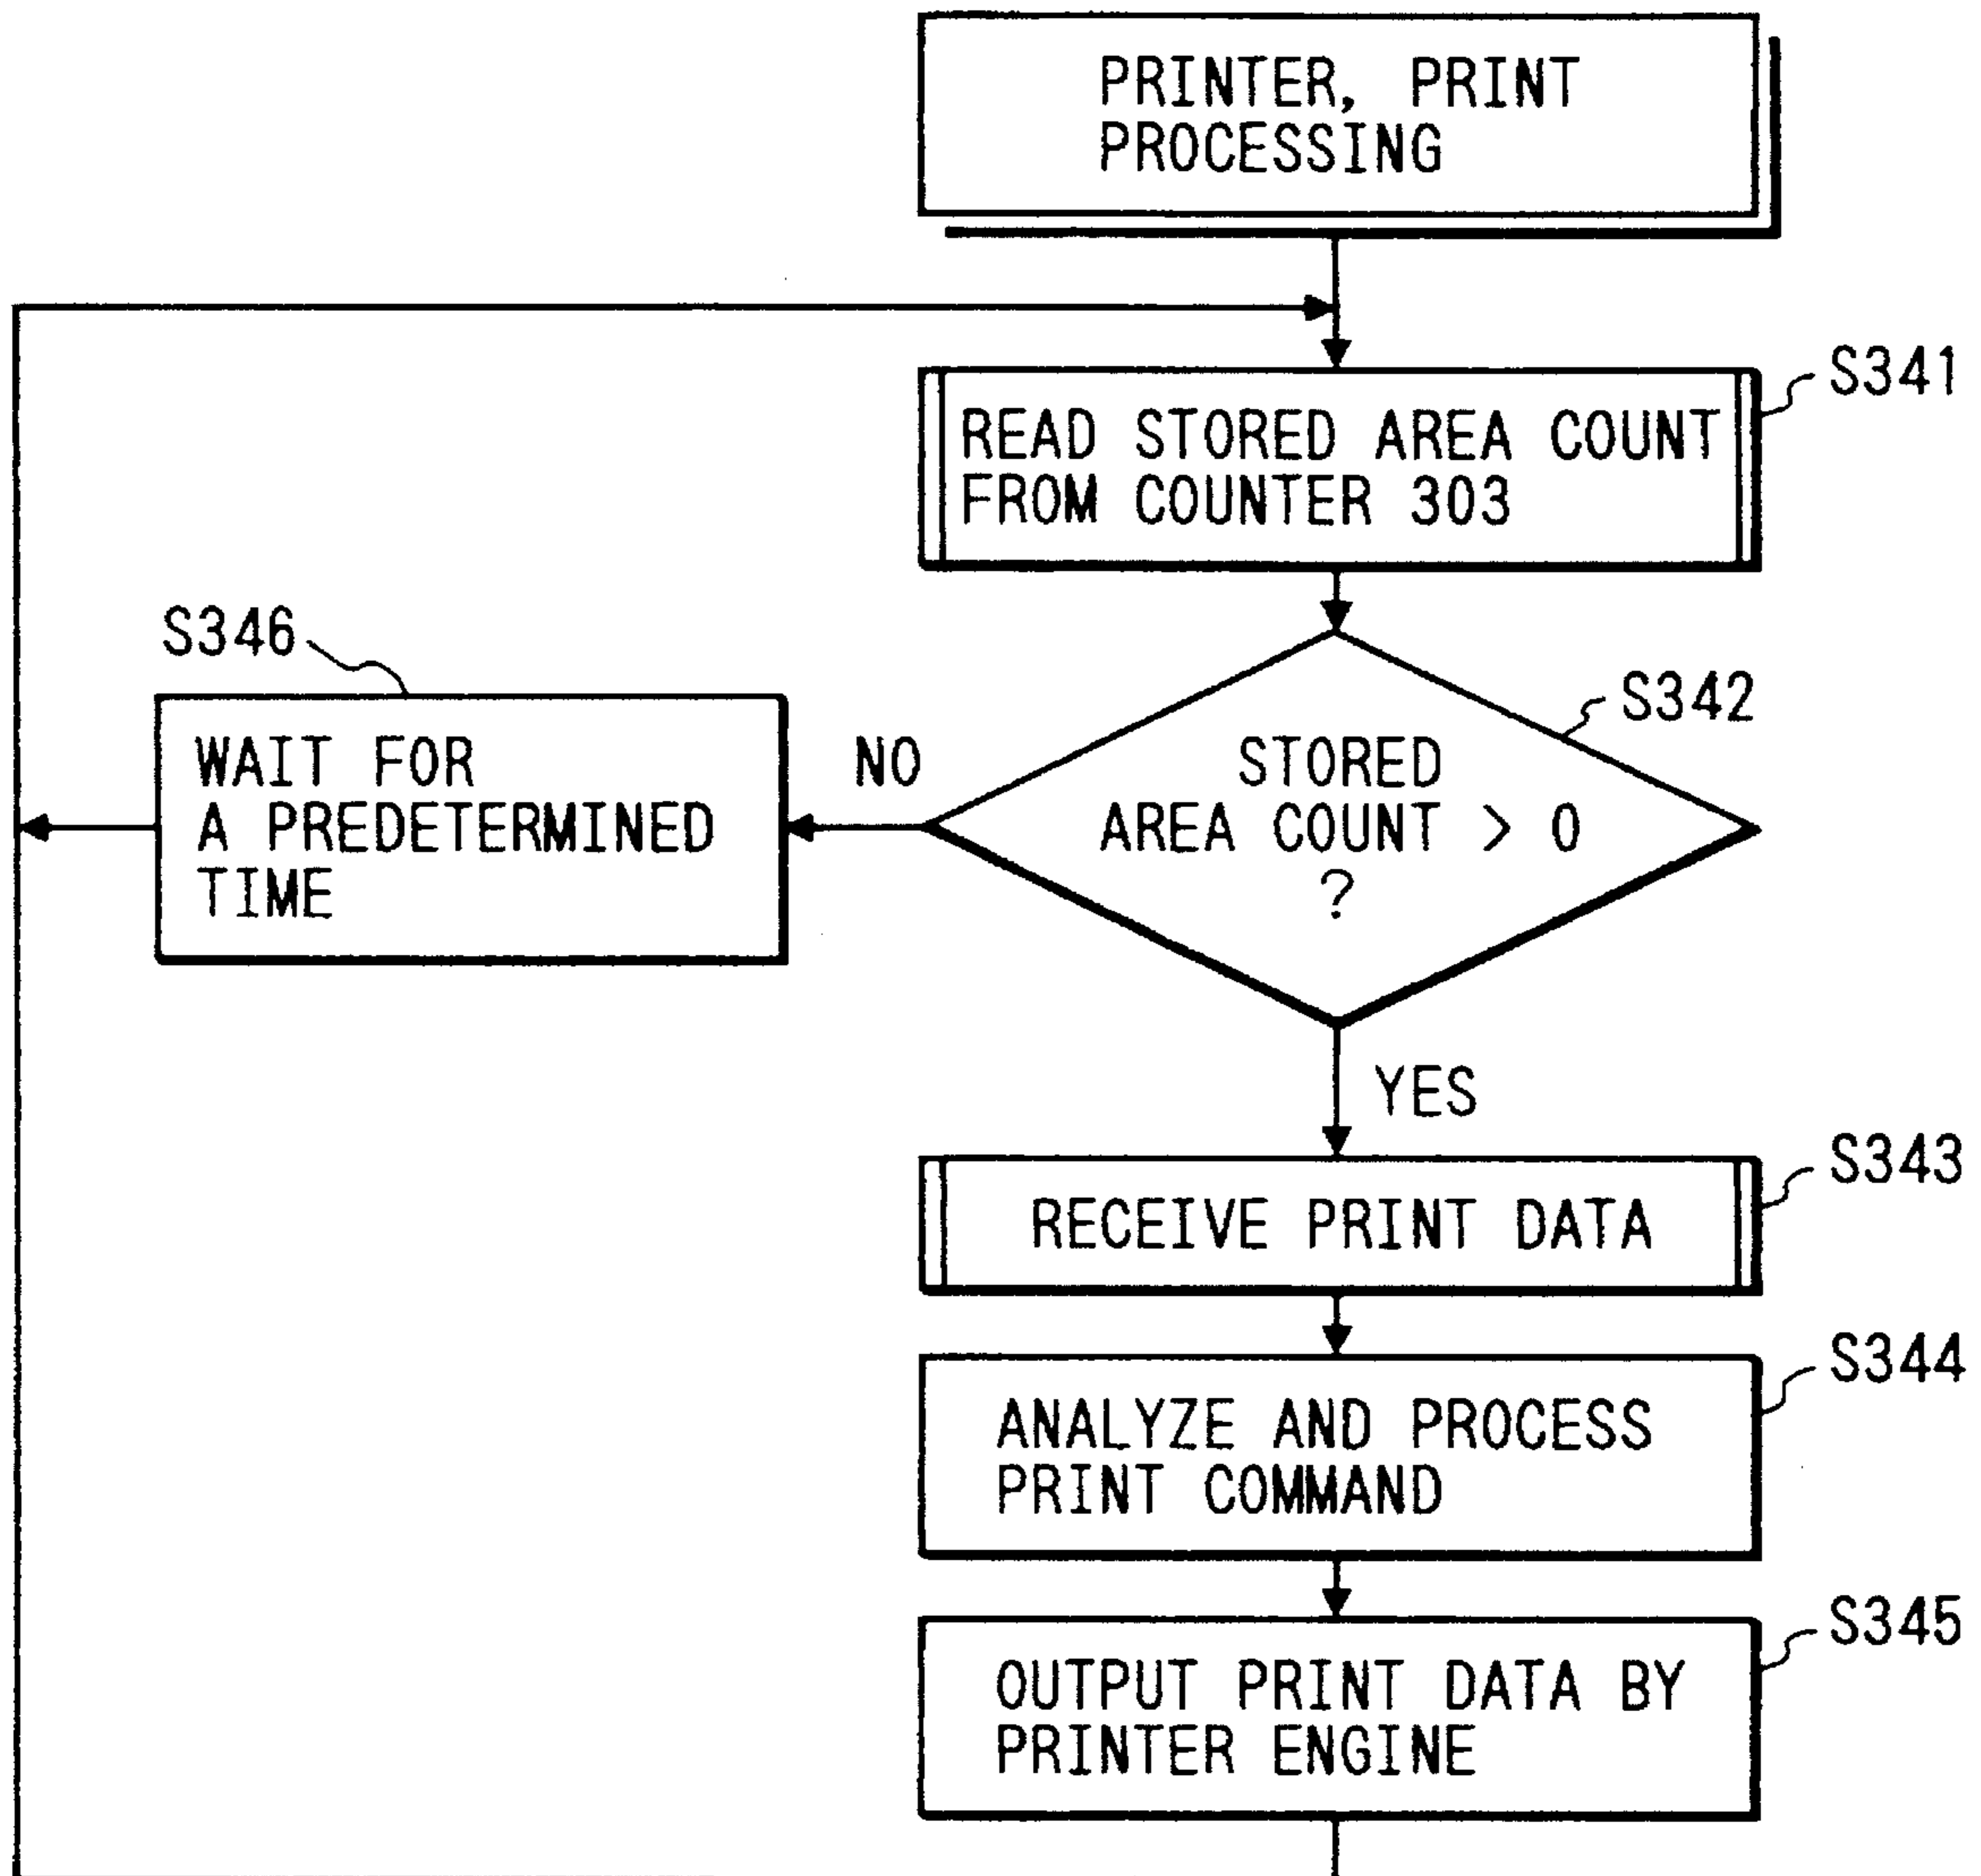 PRINTER, PRINT
PROCESSING
S341
READ STORED AREA COUNT
FROM COUNTER 303
S342
STORED
AREA COUNT > 0
?
NO
S346
WAIT FOR
A PREDETERMINED
TIME
YES
S343
RECEIVE PRINT DATA
S344
ANALYZE AND PROCESS
PRINT COMMAND
S345
OUTPUT PRINT DATA BY
PRINTER ENGINE